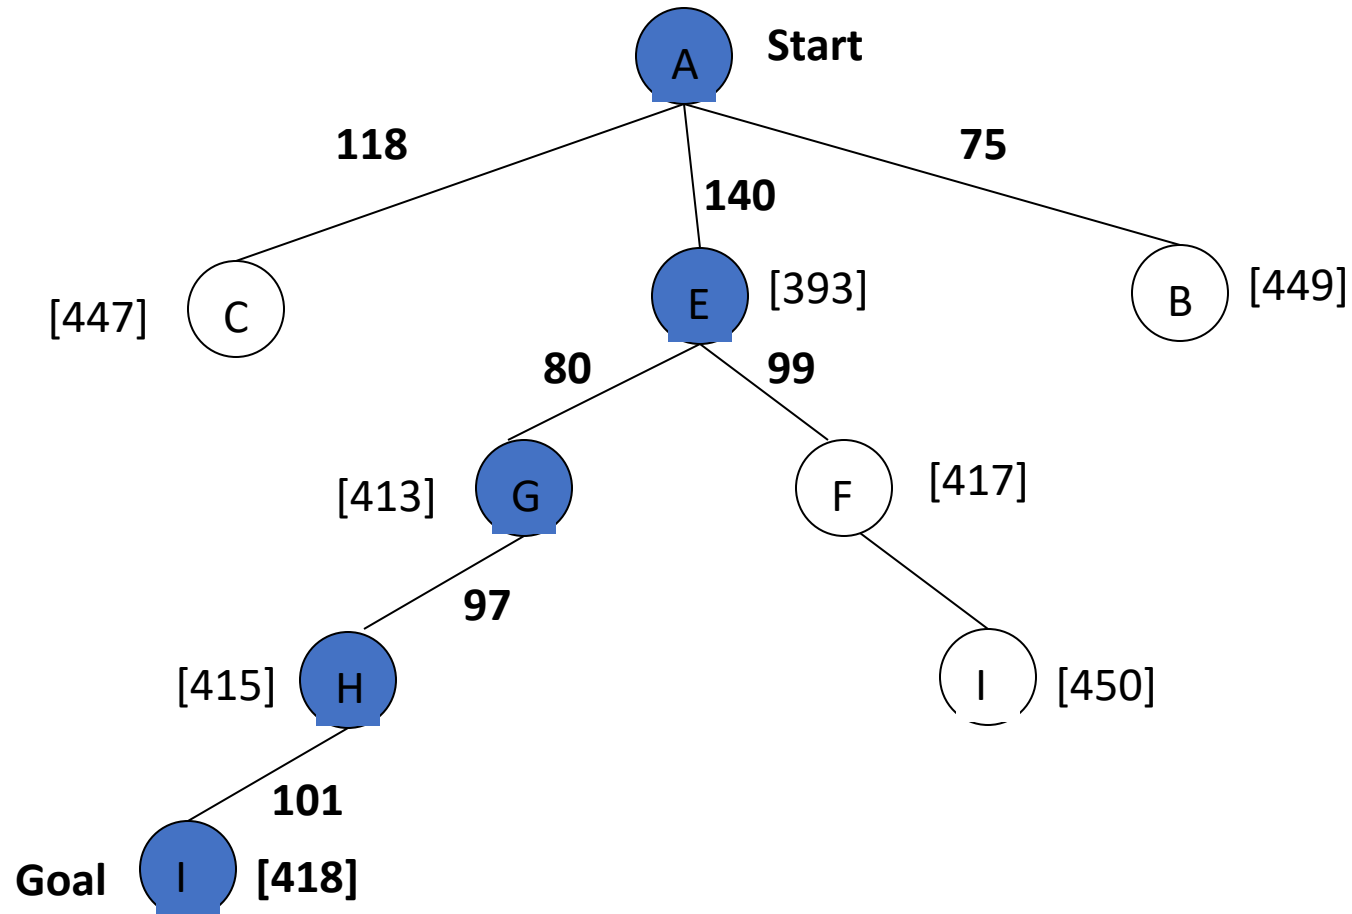 A Start
118
75
140
[447] C
E [393]
B [449]
80
99
[413] G
F [417]
97
[415] H
I [450]
101
Goal I [418]